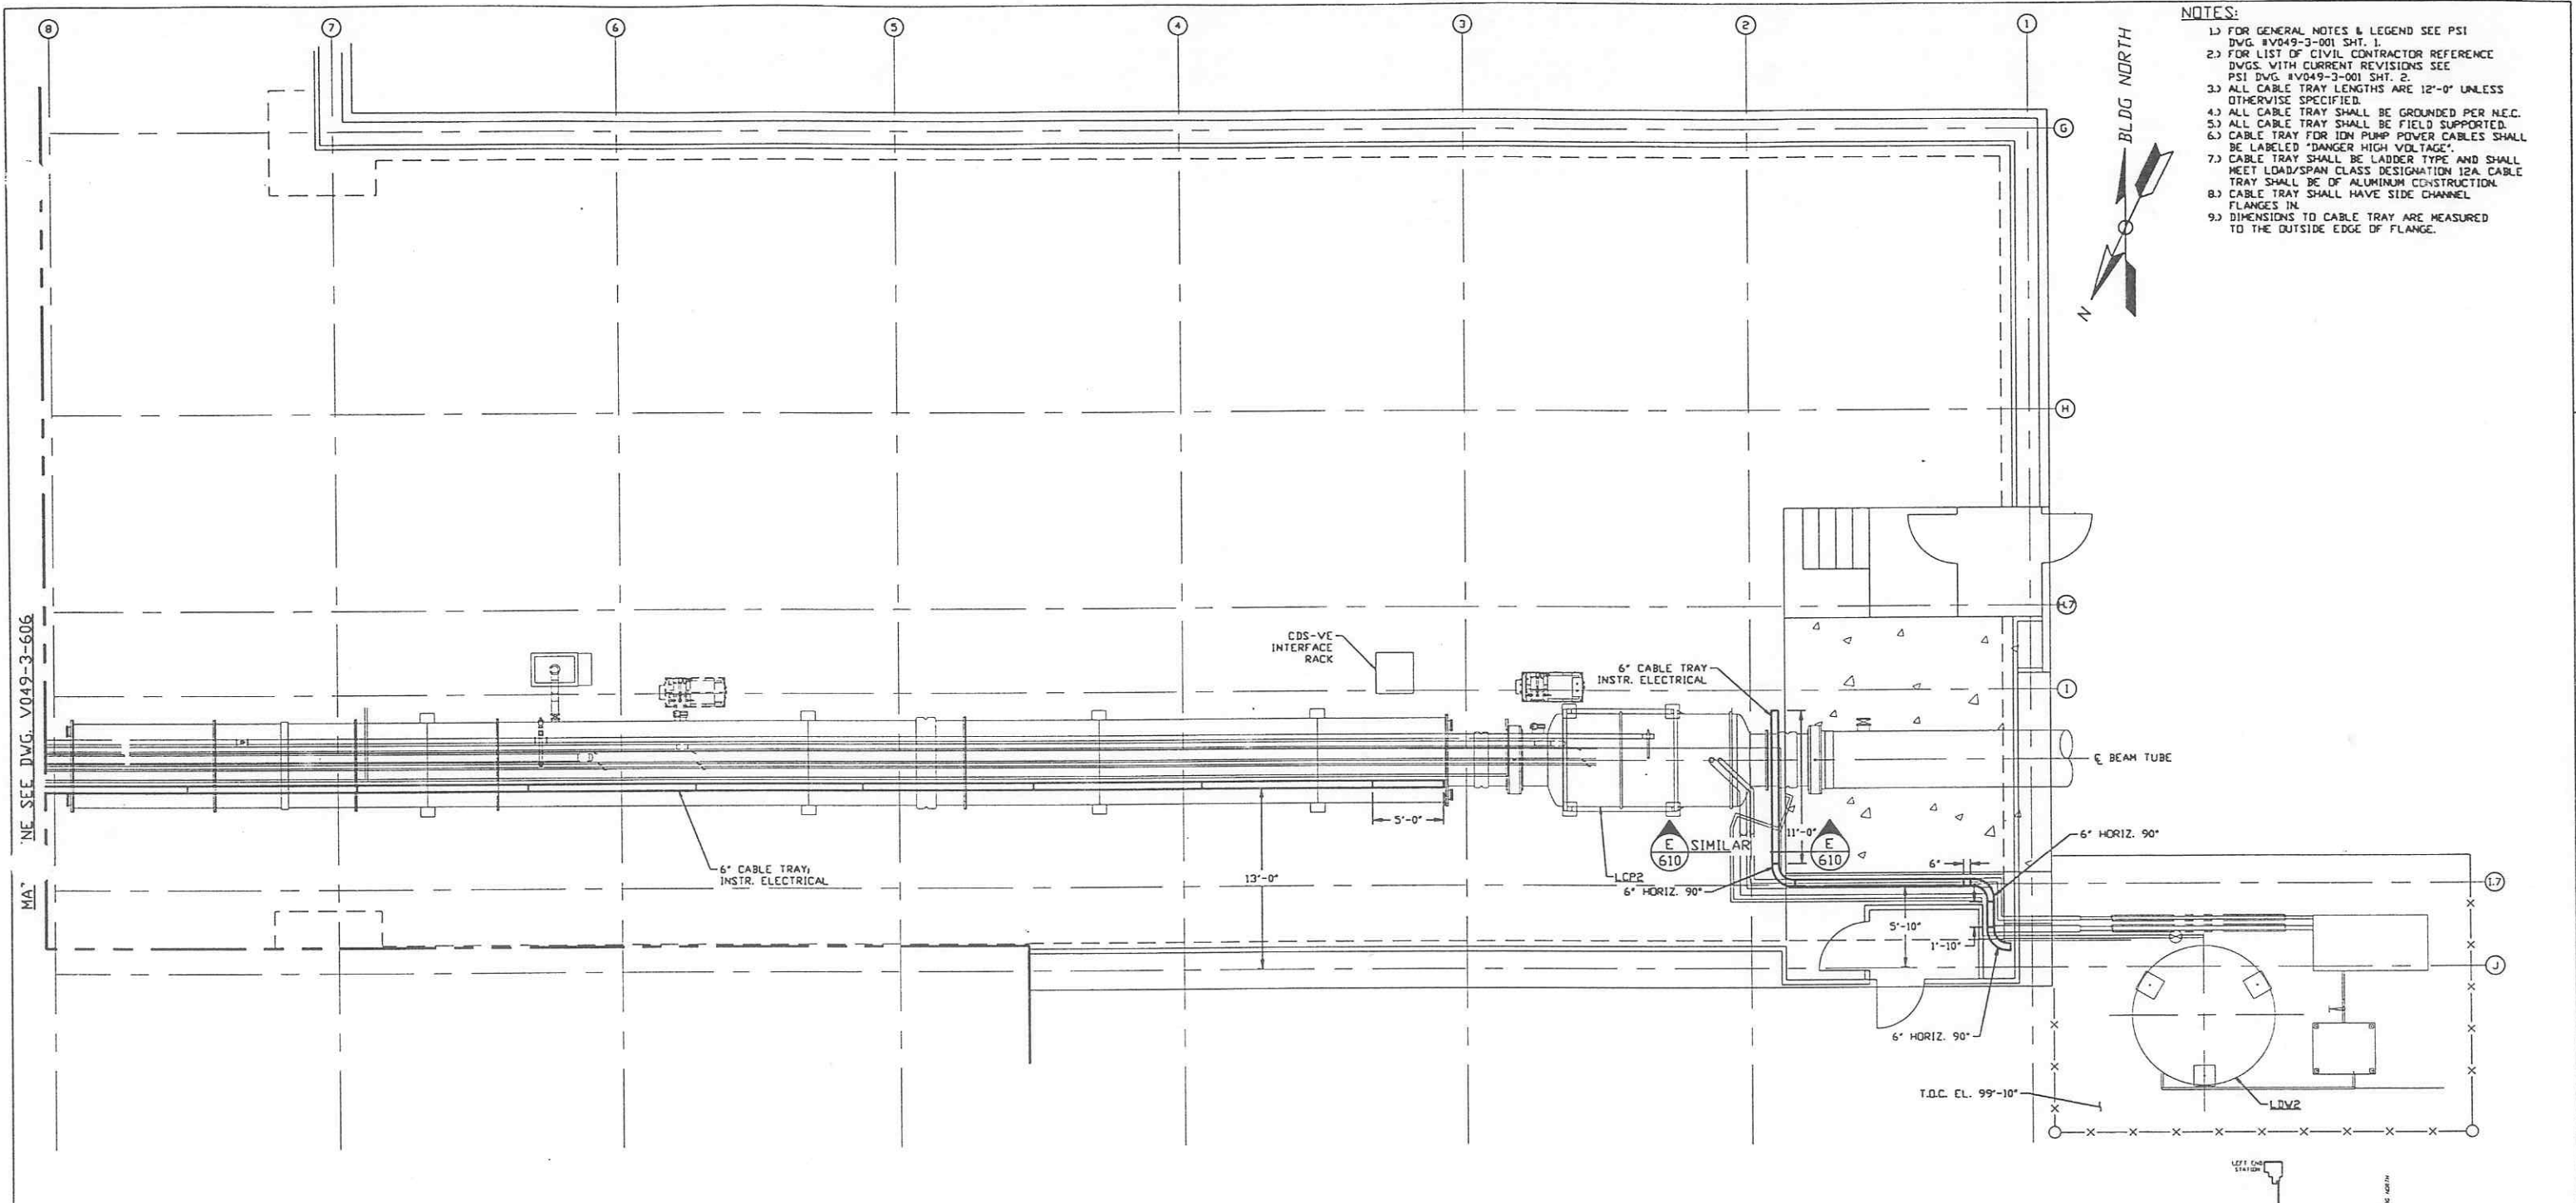 8
7
6
5
4
3
2
1
NOTES:
1.) FOR GENERAL NOTES & LEGEND SEE PSI
DWG. #V049-3-001 SHT. 1.
2.) FOR LIST OF CIVIL CONTRACTOR REFERENCE
DWGS. WITH CURRENT REVISIONS SEE
PSI DWG. #V049-3-001 SHT. 2.
3.) ALL CABLE TRAY LENGTHS ARE 12'-0" UNLESS
OTHERWISE SPECIFIED.
4.) ALL CABLE TRAY SHALL BE GROUNDED PER N.E.C.
5.) ALL CABLE TRAY SHALL BE FIELD SUPPORTED.
6.) CABLE TRAY FOR ION PUMP POWER CABLES SHALL
BE LABELED "DANGER HIGH VOLTAGE".
7.) CABLE TRAY SHALL BE LADDER TYPE AND SHALL
MEET LOAD/SPAN CLASS DESIGNATION 12A. CABLE
TRAY SHALL BE OF ALUMINUM CONSTRUCTION.
8.) CABLE TRAY SHALL HAVE SIDE CHANNEL
FLANGES IN.
9.) DIMENSIONS TO CABLE TRAY ARE MEASURED
TO THE OUTSIDE EDGE OF FLANGE.
BLDG NORTH
N
G
H
H.7
I
I.7
J
MA
NE SEE DWG. V049-3-606
CDS-VE
INTERFACE
RACK
6" CABLE TRAY
INSTR. ELECTRICAL
℄ BEAM TUBE
5'-0"
11'-0"
E
610
SIMILAR
E
610
6" HORIZ. 90°
6"
6" CABLE TRAY;
INSTR. ELECTRICAL
13'-0"
LCP2
6" HORIZ. 90°
5'-10"
1'-10"
6" HORIZ. 90°
T.O.C. EL. 99'-10"
LDW2
LEFT END
STATION